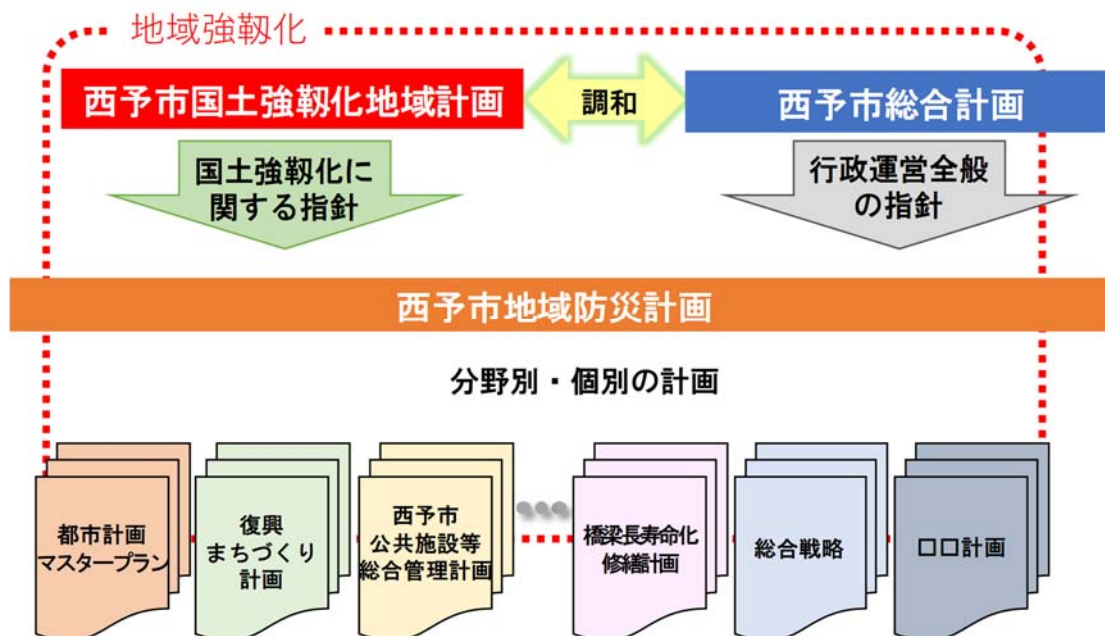 地域強靱化
西予市国土強靱化地域計画
調和
西予市総合計画
国土強靱化に
関する指針
行政運営全般
の指針
西予市地域防災計画
分野別・個別の計画
都市計画
マスタープラン
復興
まちづくり
計画
西予市
公共施設等
総合管理計画
橋梁長寿命化
修繕計画
総合戦略
□□計画